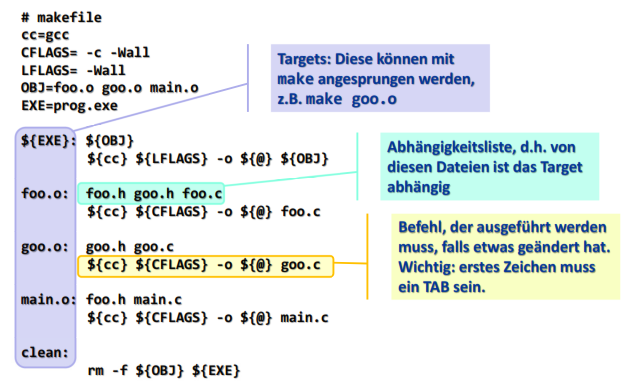 # makefile
cc=gcc
CFLAGS= -c -Wall
LFLAGS= -Wall
OBJ=foo.o goo.o main.o
EXE=prog.exe
${EXE}: ${OBJ}
${cc} ${LFLAGS} -o ${@} ${OBJ}
foo.o: foo.h goo.h foo.c
${cc} ${CFLAGS} -o ${@} foo.c
goo.o: goo.h goo.c
${cc} ${CFLAGS} -o ${@} goo.c
main.o: foo.h main.c
${cc} ${CFLAGS} -o ${@} main.c
clean:
rm -f ${OBJ} ${EXE}
Targets: Diese können mit
make angesprungen werden,
z.B. make goo.o
Abhängigkeitsliste, d.h. von
diesen Dateien ist das Target
abhängig
Befehl, der ausgeführt werden
muss, falls etwas geändert hat.
Wichtig: erstes Zeichen muss
ein TAB sein.